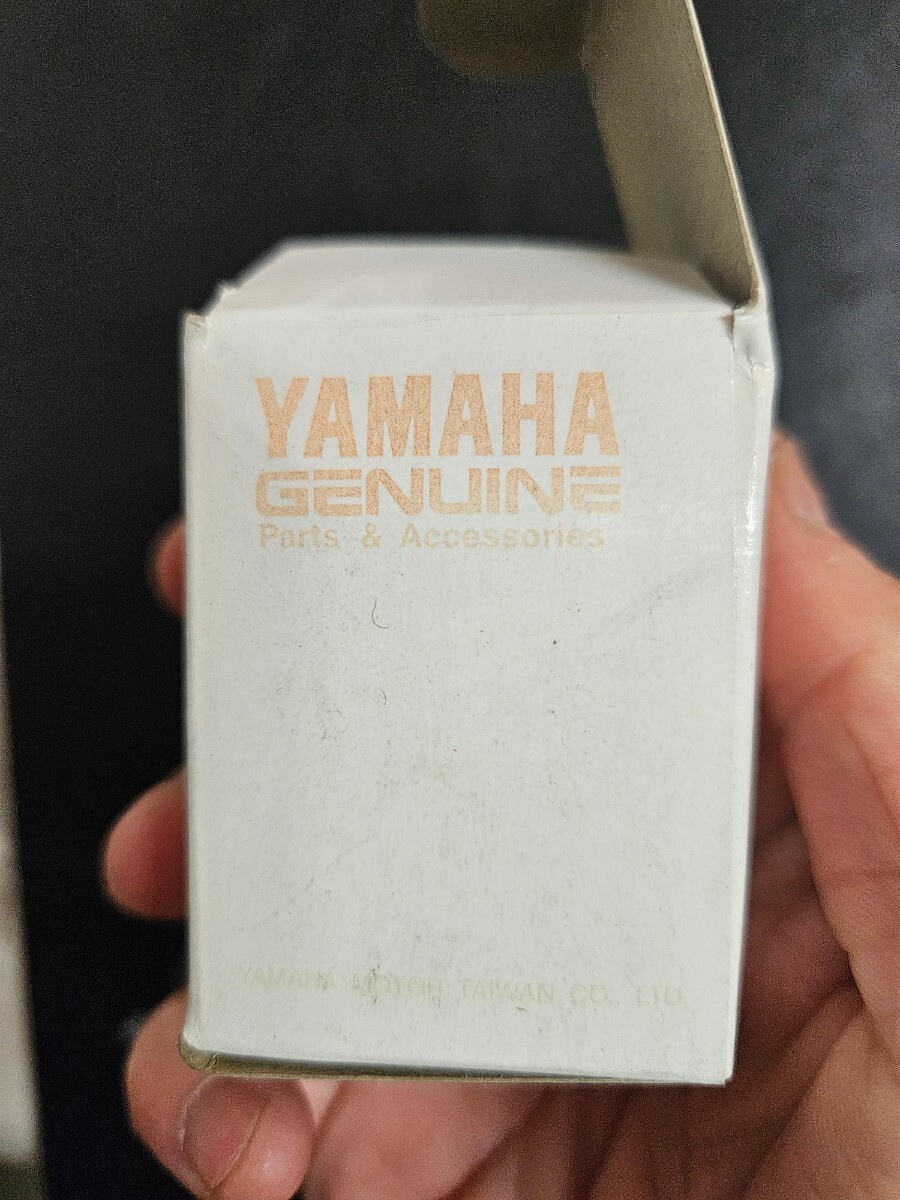 YAMAHA
GENUINE
Parts & Accessories
YAMAHA MOTOR TAIWAN CO., LTD.